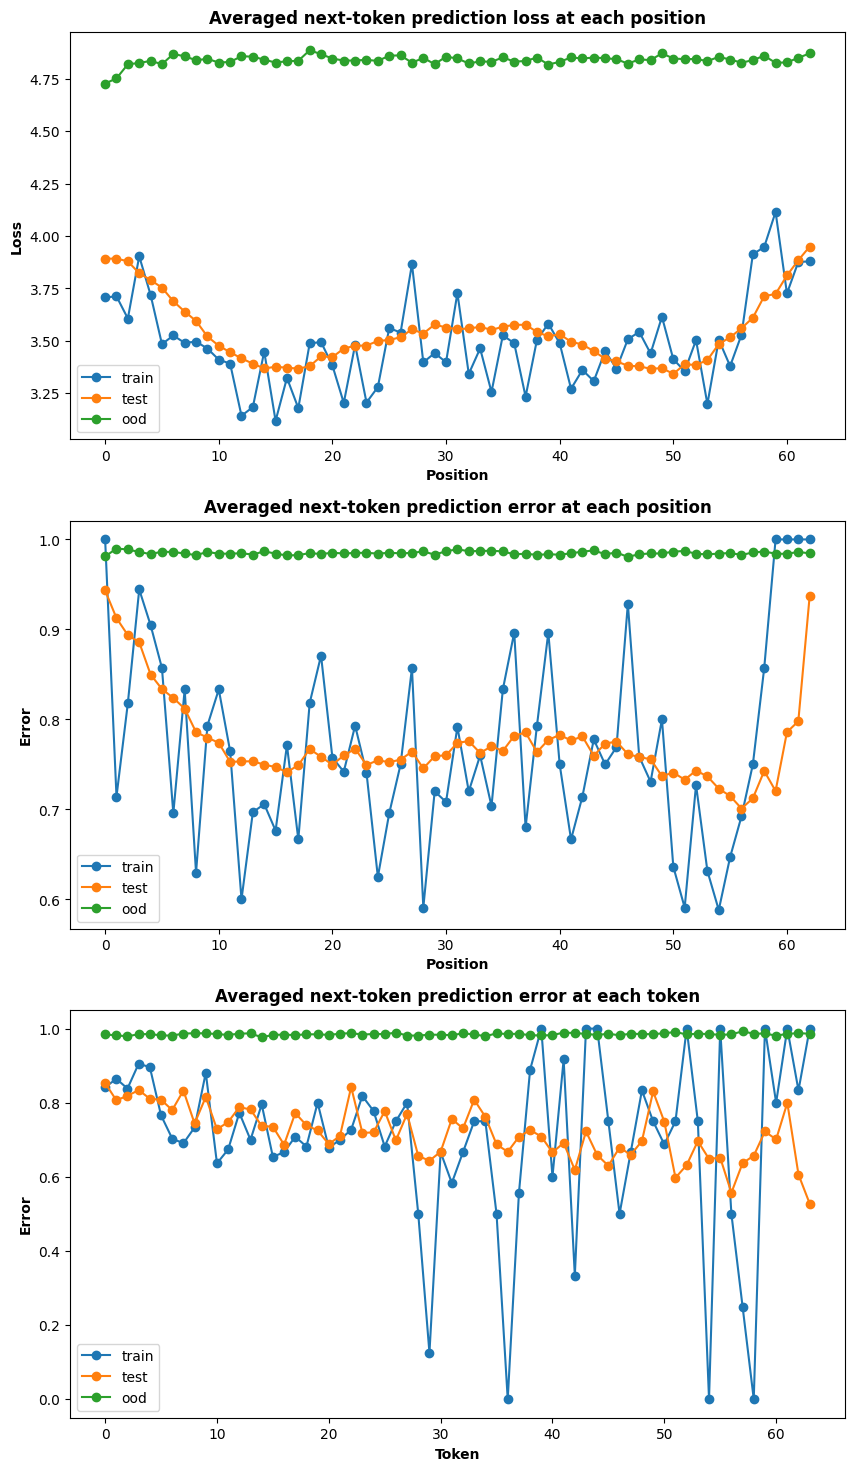 Averaged next-token prediction loss at each position
4.75
4.50
4.25
4.00
3.75
3.50
3.25
Loss
train
test
ood
0 10 20 30 40 50 60
Position
Averaged next-token prediction error at each position
1.0
0.9
0.8
0.7
0.6
Error
train
test
ood
0 10 20 30 40 50 60
Position
Averaged next-token prediction error at each token
1.0
0.8
0.6
0.4
0.2
0.0
Error
train
test
ood
0 10 20 30 40 50 60
Token